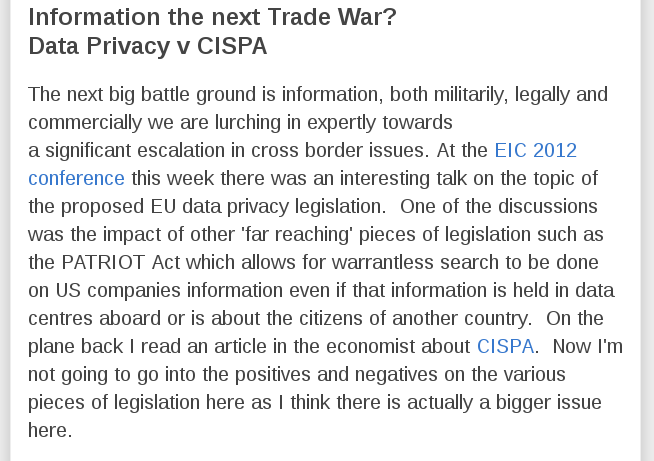 Information the next Trade War?
Data Privacy v CISPA
The next big battle ground is information, both militarily, legally and
commercially we are lurching in expertly towards
a significant escalation in cross border issues. At the EIC 2012
conference this week there was an interesting talk on the topic of
the proposed EU data privacy legislation.  One of the discussions
was the impact of other 'far reaching' pieces of legislation such as
the PATRIOT Act which allows for warrantless search to be done
on US companies information even if that information is held in data
centres aboard or is about the citizens of another country.  On the
plane back I read an article in the economist about CISPA.  Now I'm
not going to go into the positives and negatives on the various
pieces of legislation here as I think there is actually a bigger issue
here.